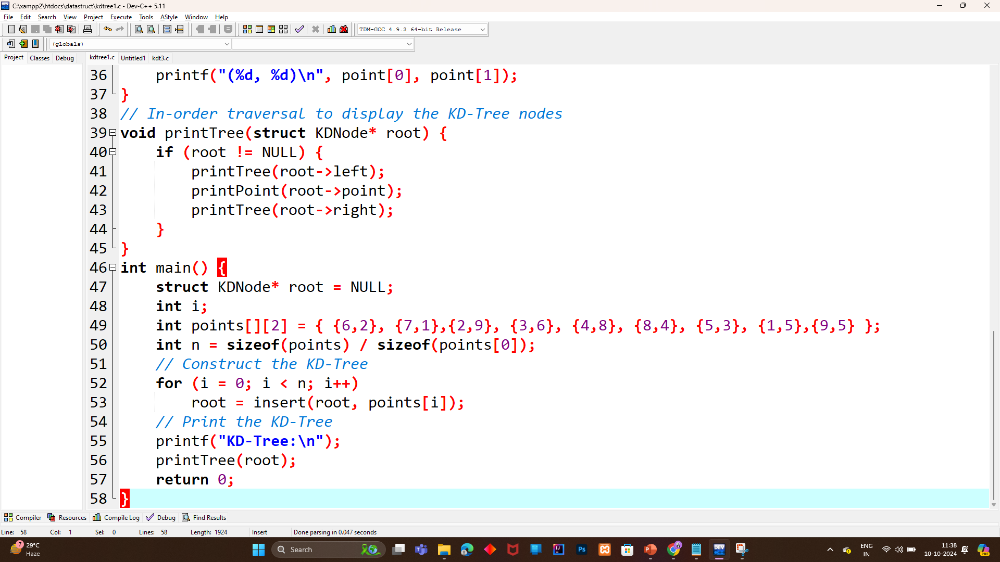 C:\xampp2\htdocs\datastruct\kdtree1.c - Dev-C++ 5.11
File Edit Search View Project Execute Tools AStyle Window Help
TDM-GCC 4.9.2 64-bit Release
(globals)
Project Classes Debug kdtree1.c Untitled1 kdt3.c
36 printf("(%d, %d)\n", point[0], point[1]);
37 }
38 // In-order traversal to display the KD-Tree nodes
39 void printTree(struct KDNode* root) {
40 if (root != NULL) {
41 printTree(root->left);
42 printPoint(root->point);
43 printTree(root->right);
44 }
45 }
46 int main() {
47 struct KDNode* root = NULL;
48 int i;
49 int points[][2] = { {6,2}, {7,1},{2,9}, {3,6}, {4,8}, {8,4}, {5,3}, {1,5},{9,5} };
50 int n = sizeof(points) / sizeof(points[0]);
51 // Construct the KD-Tree
52 for (i = 0; i < n; i++)
53 root = insert(root, points[i]);
54 // Print the KD-Tree
55 printf("KD-Tree:\n");
56 printTree(root);
57 return 0;
58 }
Compiler Resources Compile Log Debug Find Results
Line: 58 Col: 1 Sel: 0 Lines: 58 Length: 1924 Insert Done parsing in 0.047 seconds
7 29°C
Haze
Search
ENG
IN
11:38
10-10-2024